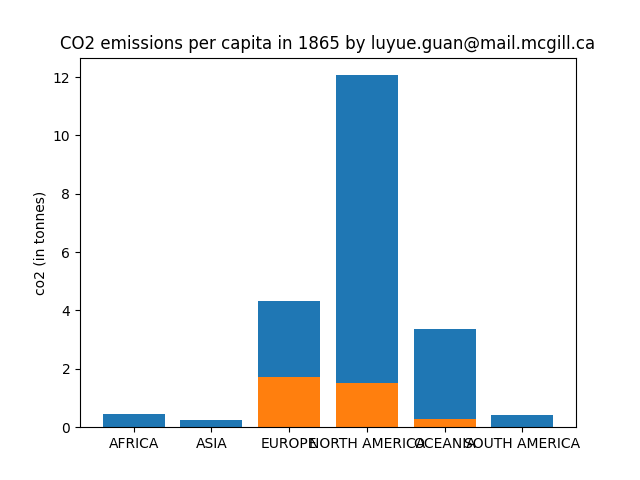 CO2 emissions per capita in 1865 by luyue.guan@mail.mcgill.ca
12
10
8
6
4
2
0
co2 (in tonnes)
AFRICA ASIA EUROPE NORTH AMERICA OCEANIA SOUTH AMERICA